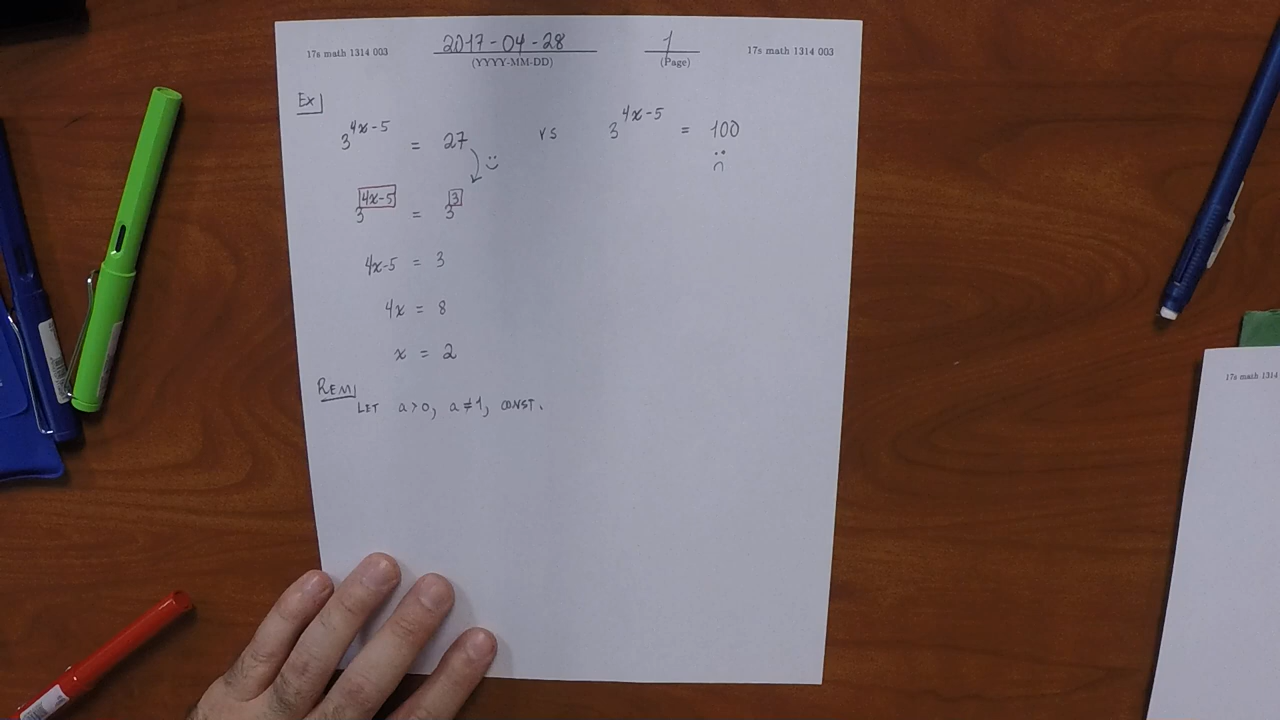 17s math 1314 003 2017-04-28 1 17s math 1314 003
(YYYY-MM-DD) (Page)
Ex
3^{4x-5} = 27 vs 3^{4x-5} = 100
3^{4x-5} = 3^{3}
4x-5 = 3
4x = 8
x = 2
REM
LET a>0, a≠1, CONST.
17s math 1314